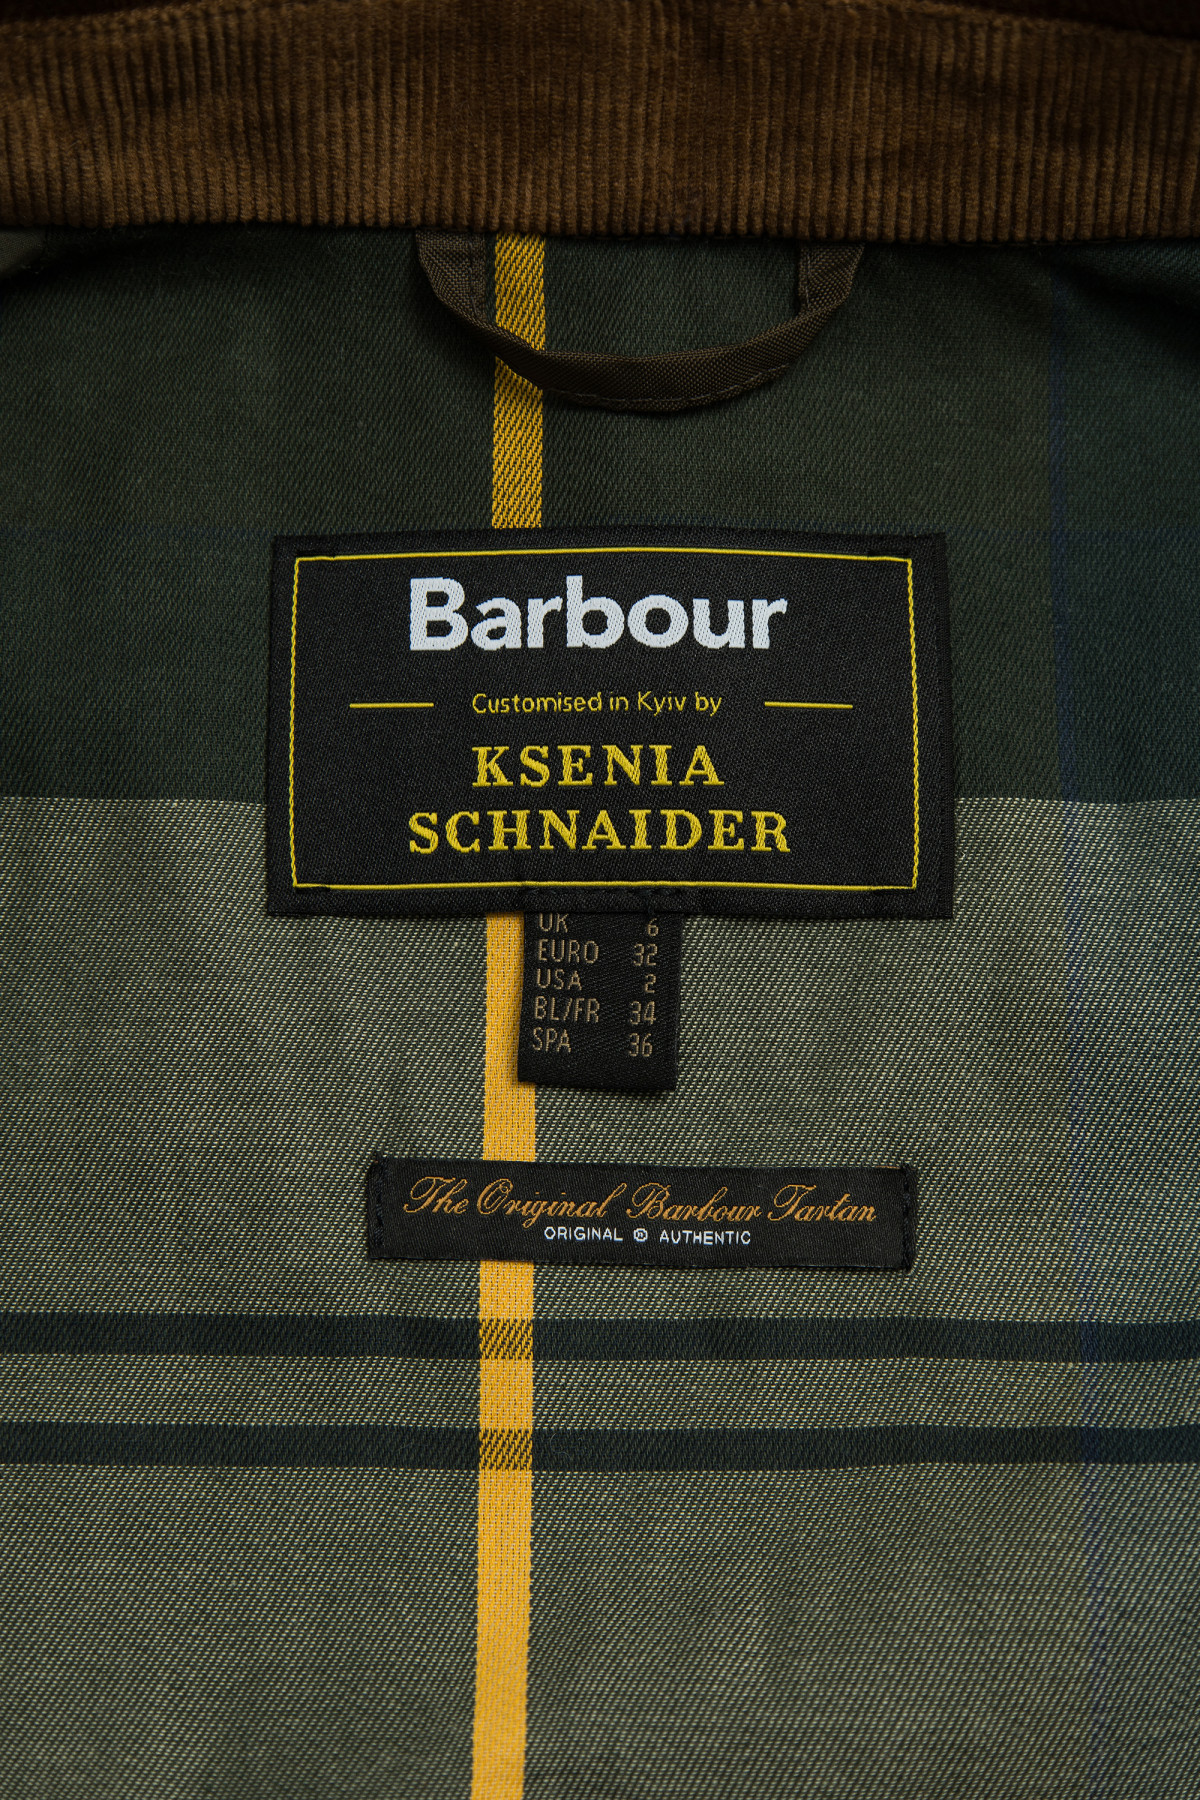 Barbour
Customised in Kyiv by
KSENIA
SCHNAIDER
UK 6
EURO 32
USA 2
BL/FR 34
SPA 36
The Original Barbour Tartan
ORIGINAL AUTHENTIC